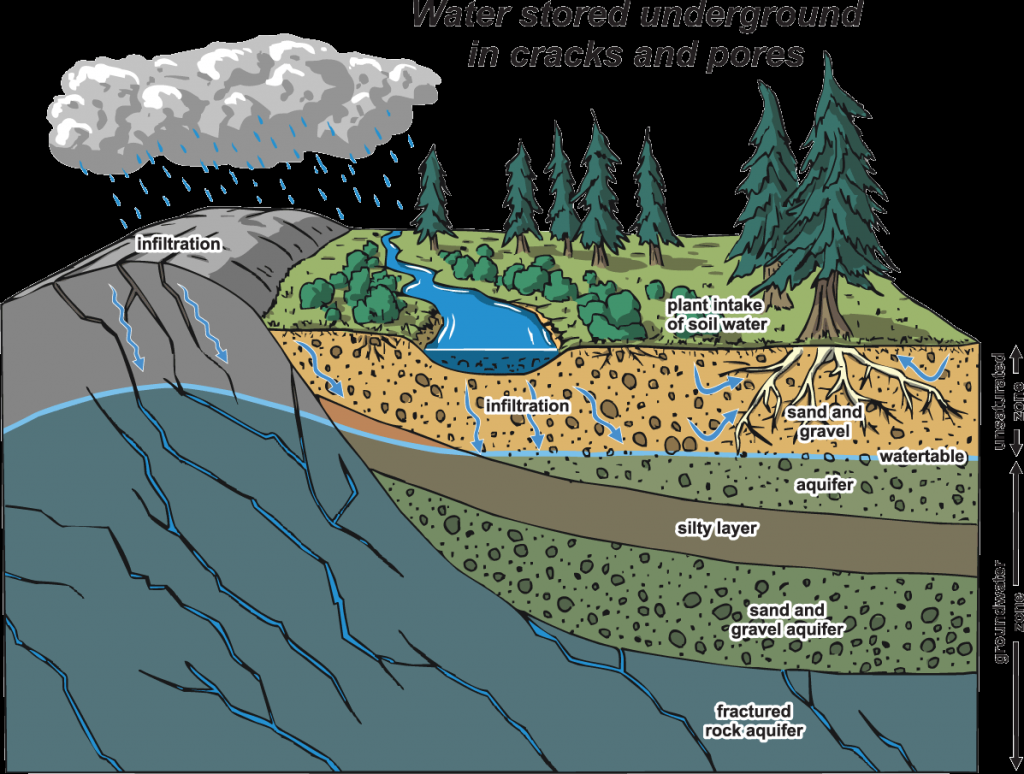 Water stored underground
in cracks and pores
infiltration
plant intake
of soil water
unsaturated
zone
infiltration
sand and
gravel
watertable
aquifer
silty layer
groundwater
zone
sand and
gravel aquifer
fractured
rock aquifer